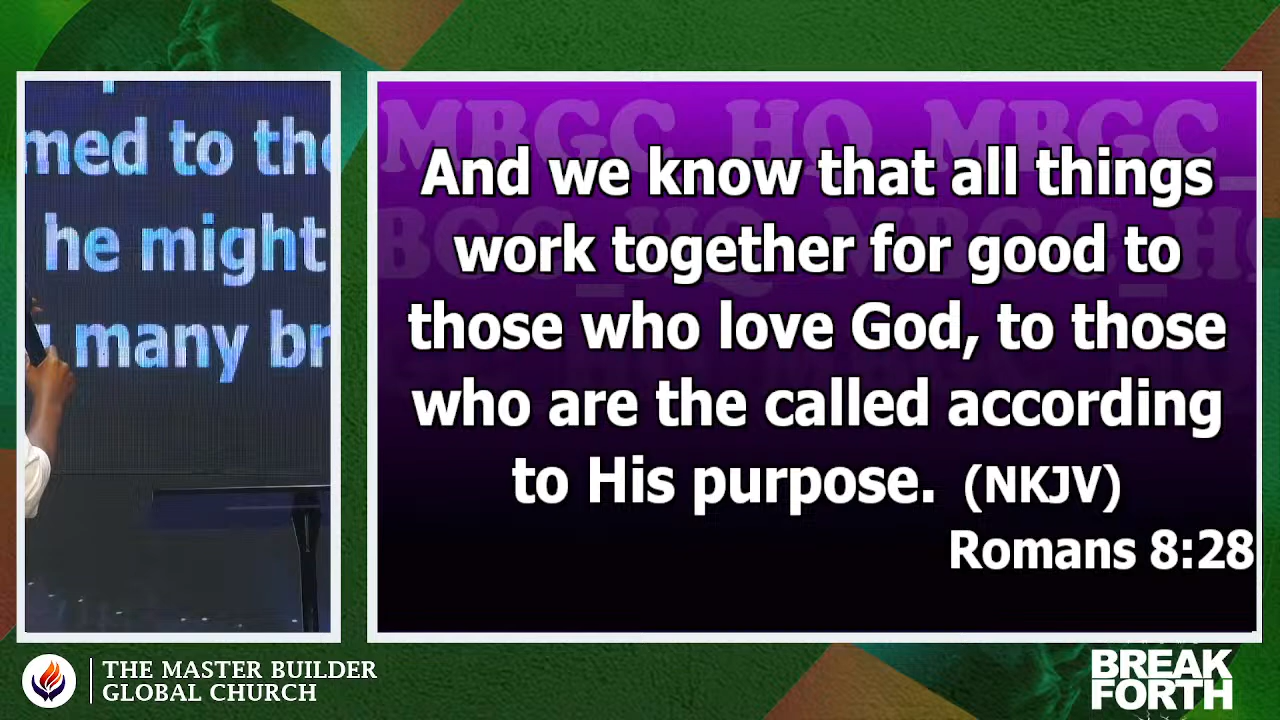 med to the
he might
many br
MBGC_HQ_MBGC_
BGC_HQ_MBGC_HQ
And we know that all things
work together for good to
those who love God, to those
who are the called according
to His purpose. (NKJV)
Romans 8:28
THE MASTER BUILDER
GLOBAL CHURCH
BREAK
FORTH